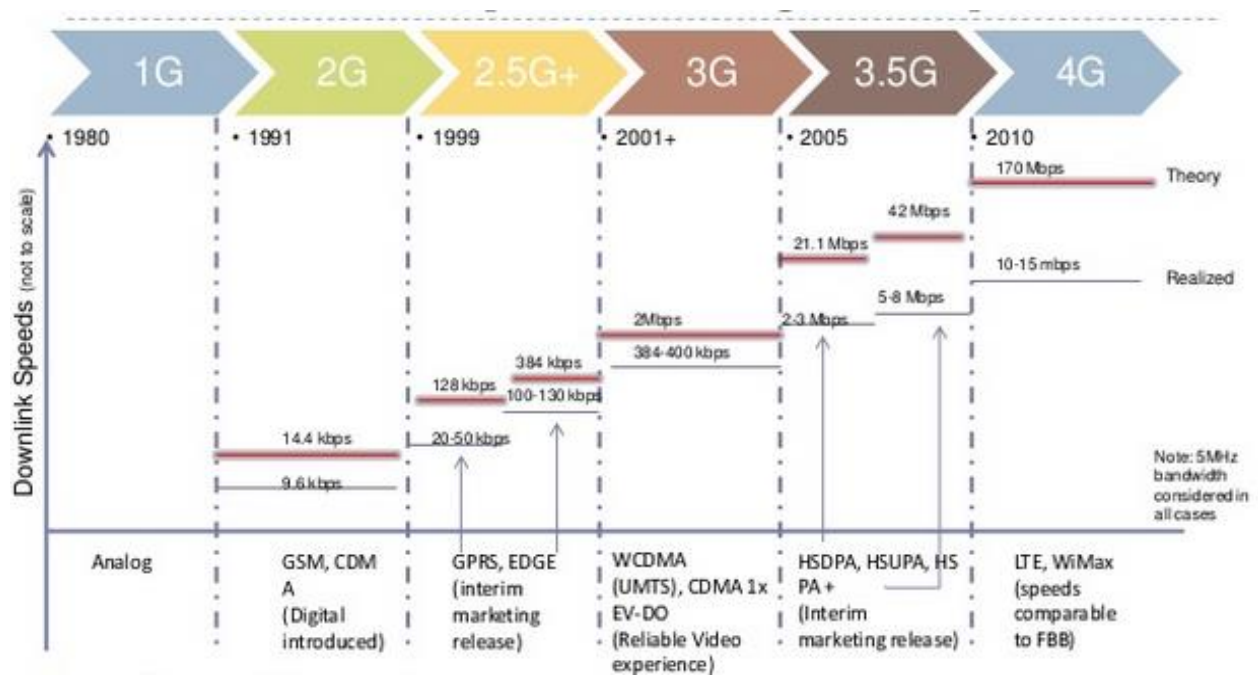 1G
2G
2.5G+
3G
3.5G
4G
• 1980
• 1991
• 1999
• 2001+
• 2005
• 2010
Downlink Speeds (not to scale)
170 Mbps
Theory
42 Mbps
21.1 Mbps
10-15 mbps
Realized
5-8 Mbps
2Mbps
2-3 Mbps
384-400 kbps
384 kbps
128 kbps
100-130 kbps
14.4 kbps
20-50 kbps
9.6 kbps
Note: 5MHz
bandwidth
considered in
all cases
Analog
GSM, CDM
A
(Digital
introduced)
GPRS, EDGE
(interim
marketing
release)
WCDMA
(UMTS), CDMA 1x
EV-DO
(Reliable Video
experience)
HSDPA, HSUPA, HS
PA +
(Interim
marketing release)
LTE, WiMax
(speeds
comparable
to FBB)